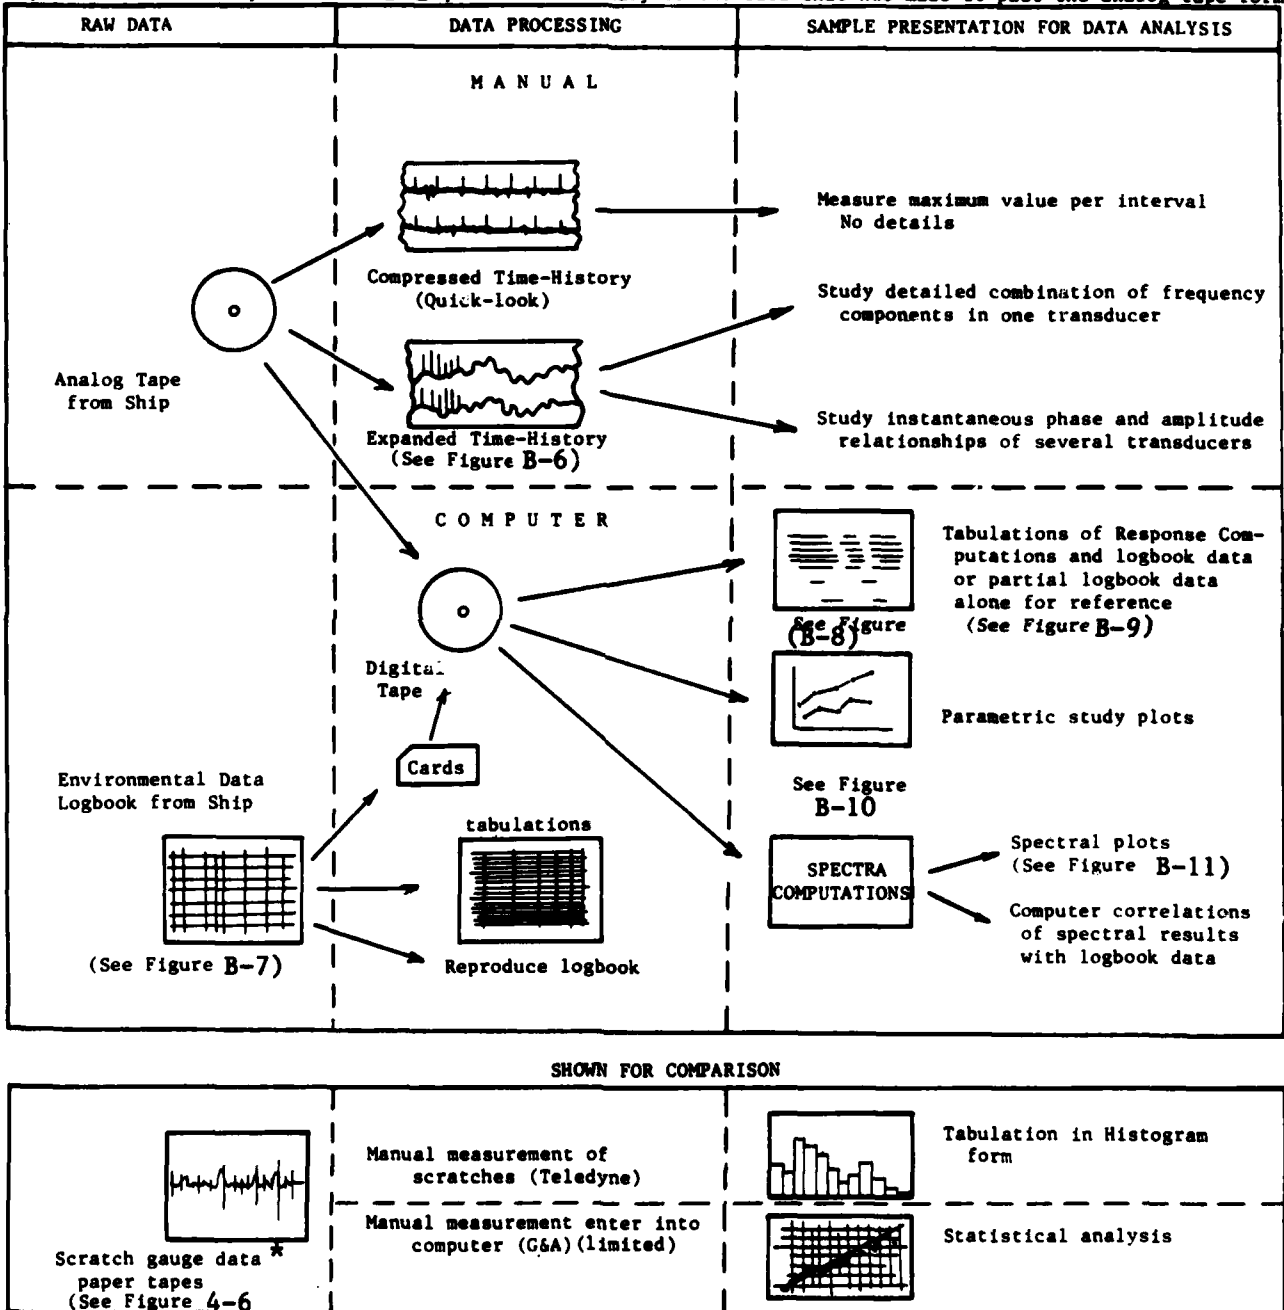 RAW DATA
DATA PROCESSING
SAMPLE PRESENTATION FOR DATA ANALYSIS
MANUAL
Compressed Time-History
(Quick-look)
Measure maximum value per interval
No details
Analog Tape
from Ship
Expanded Time-History
(See Figure B-6)
Study detailed combination of frequency
components in one transducer
Study instantaneous phase and amplitude
relationships of several transducers
COMPUTER
Digital
Tape
Cards
Environmental Data
Logbook from Ship
(See Figure B-7)
tabulations
Reproduce logbook
See Figure
(B-8)
Tabulations of Response Com-
putations and logbook data
or partial logbook data
alone for reference
(See Figure B-9)
Parametric study plots
See Figure
B-10
SPECTRA
COMPUTATIONS
Spectral plots
(See Figure B-11)
Computer correlations
of spectral results
with logbook data
SHOWN FOR COMPARISON
Scratch gauge data *
paper tapes
(See Figure 4-6
Manual measurement of
scratches (Teledyne)
Manual measurement enter into
computer (G&A)(limited)
Tabulation in Histogram
form
Statistical analysis